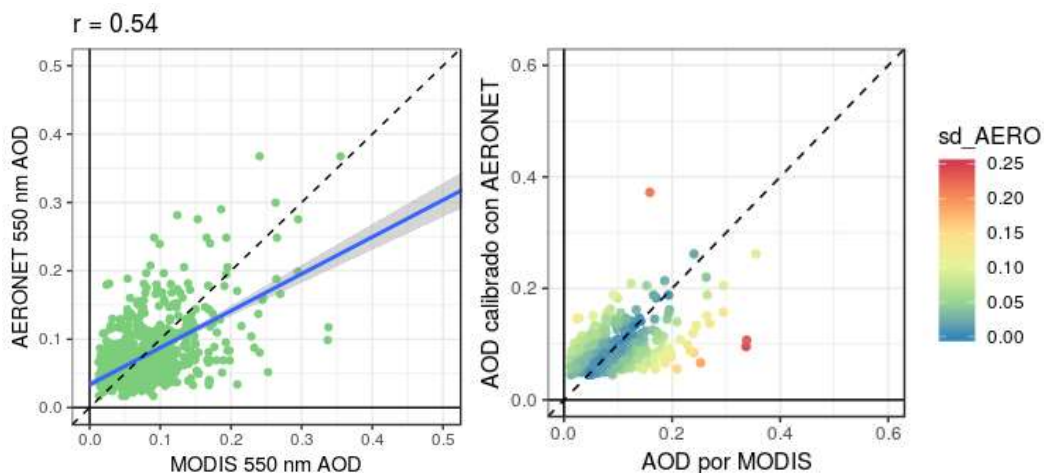 r = 0.54
AERONET 550 nm AOD
0.5
0.4
0.3
0.2
0.1
0.0
0.0 0.1 0.2 0.3 0.4 0.5
MODIS 550 nm AOD
AOD calibrado con AERONET
0.6
0.4
0.2
0.0
0.0 0.2 0.4 0.6
AOD por MODIS
sd_AERO
0.25
0.20
0.15
0.10
0.05
0.00